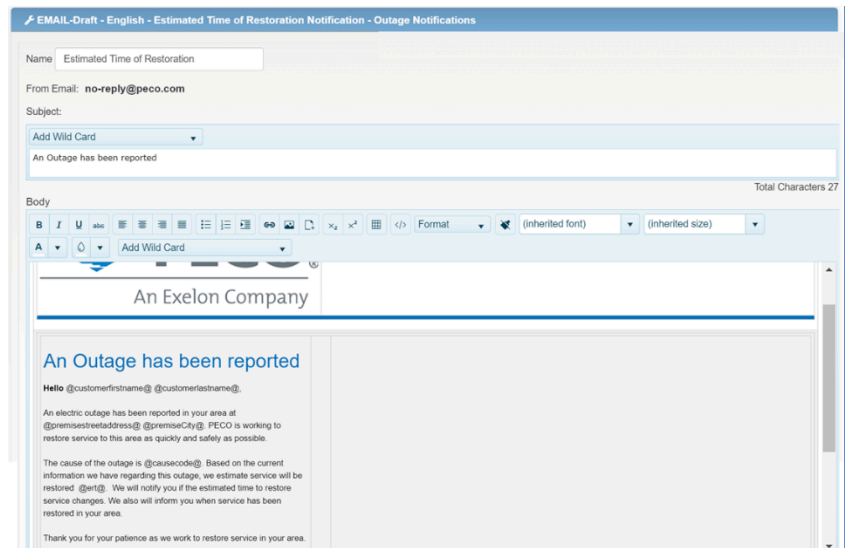 EMAIL-Draft - English - Estimated Time of Restoration Notification - Outage Notifications
Name Estimated Time of Restoration
From Email: no-reply@peco.com
Subject:
Add Wild Card
An Outage has been reported
Total Characters 27
Body
B I U abc Format (inherited font) (inherited size)
A Add Wild Card
An Exelon Company
An Outage has been reported
Hello @customerfirstname@ @customerlastname@,
An electric outage has been reported in your area at
@premisestreetaddress@ @premiseCity@. PECO is working to
restore service to this area as quickly and safely as possible.
The cause of the outage is @causecode@. Based on the current
information we have regarding this outage, we estimate service will be
restored @ert@. We will notify you if the estimated time to restore
service changes. We also will inform you when service has been
restored in your area.
Thank you for your patience as we work to restore service in your area.